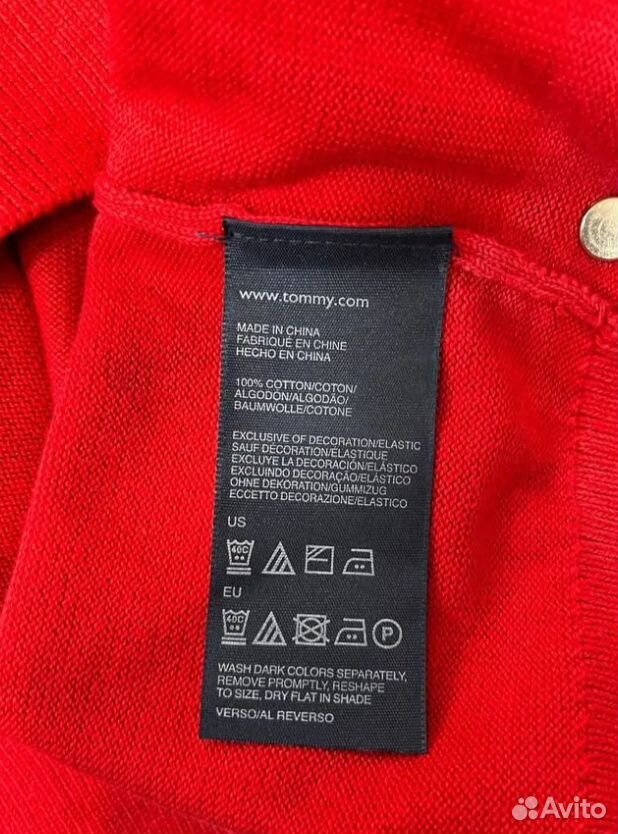 www.tommy.com
MADE IN CHINA
FABRIQUÉ EN CHINE
HECHO EN CHINA
100% COTTON/COTON/
ALGODÓN/ALGODÃO/
BAUMWOLLE/COTONE
EXCLUSIVE OF DECORATION/ELASTIC
SAUF DÉCORATION/ÉLASTIQUE
EXCLUYE LA DECORACIÓN/ELÁSTICO
EXCLUINDO DECORAÇÃO/ELÁSTICO
OHNE DEKORATION/GUMMIZUG
ECCETTO DECORAZIONE/ELASTICO
US
40C
EU
40C P
WASH DARK COLORS SEPARATELY,
REMOVE PROMPTLY, RESHAPE
TO SIZE, DRY FLAT IN SHADE
VERSO/AL REVERSO
Avito